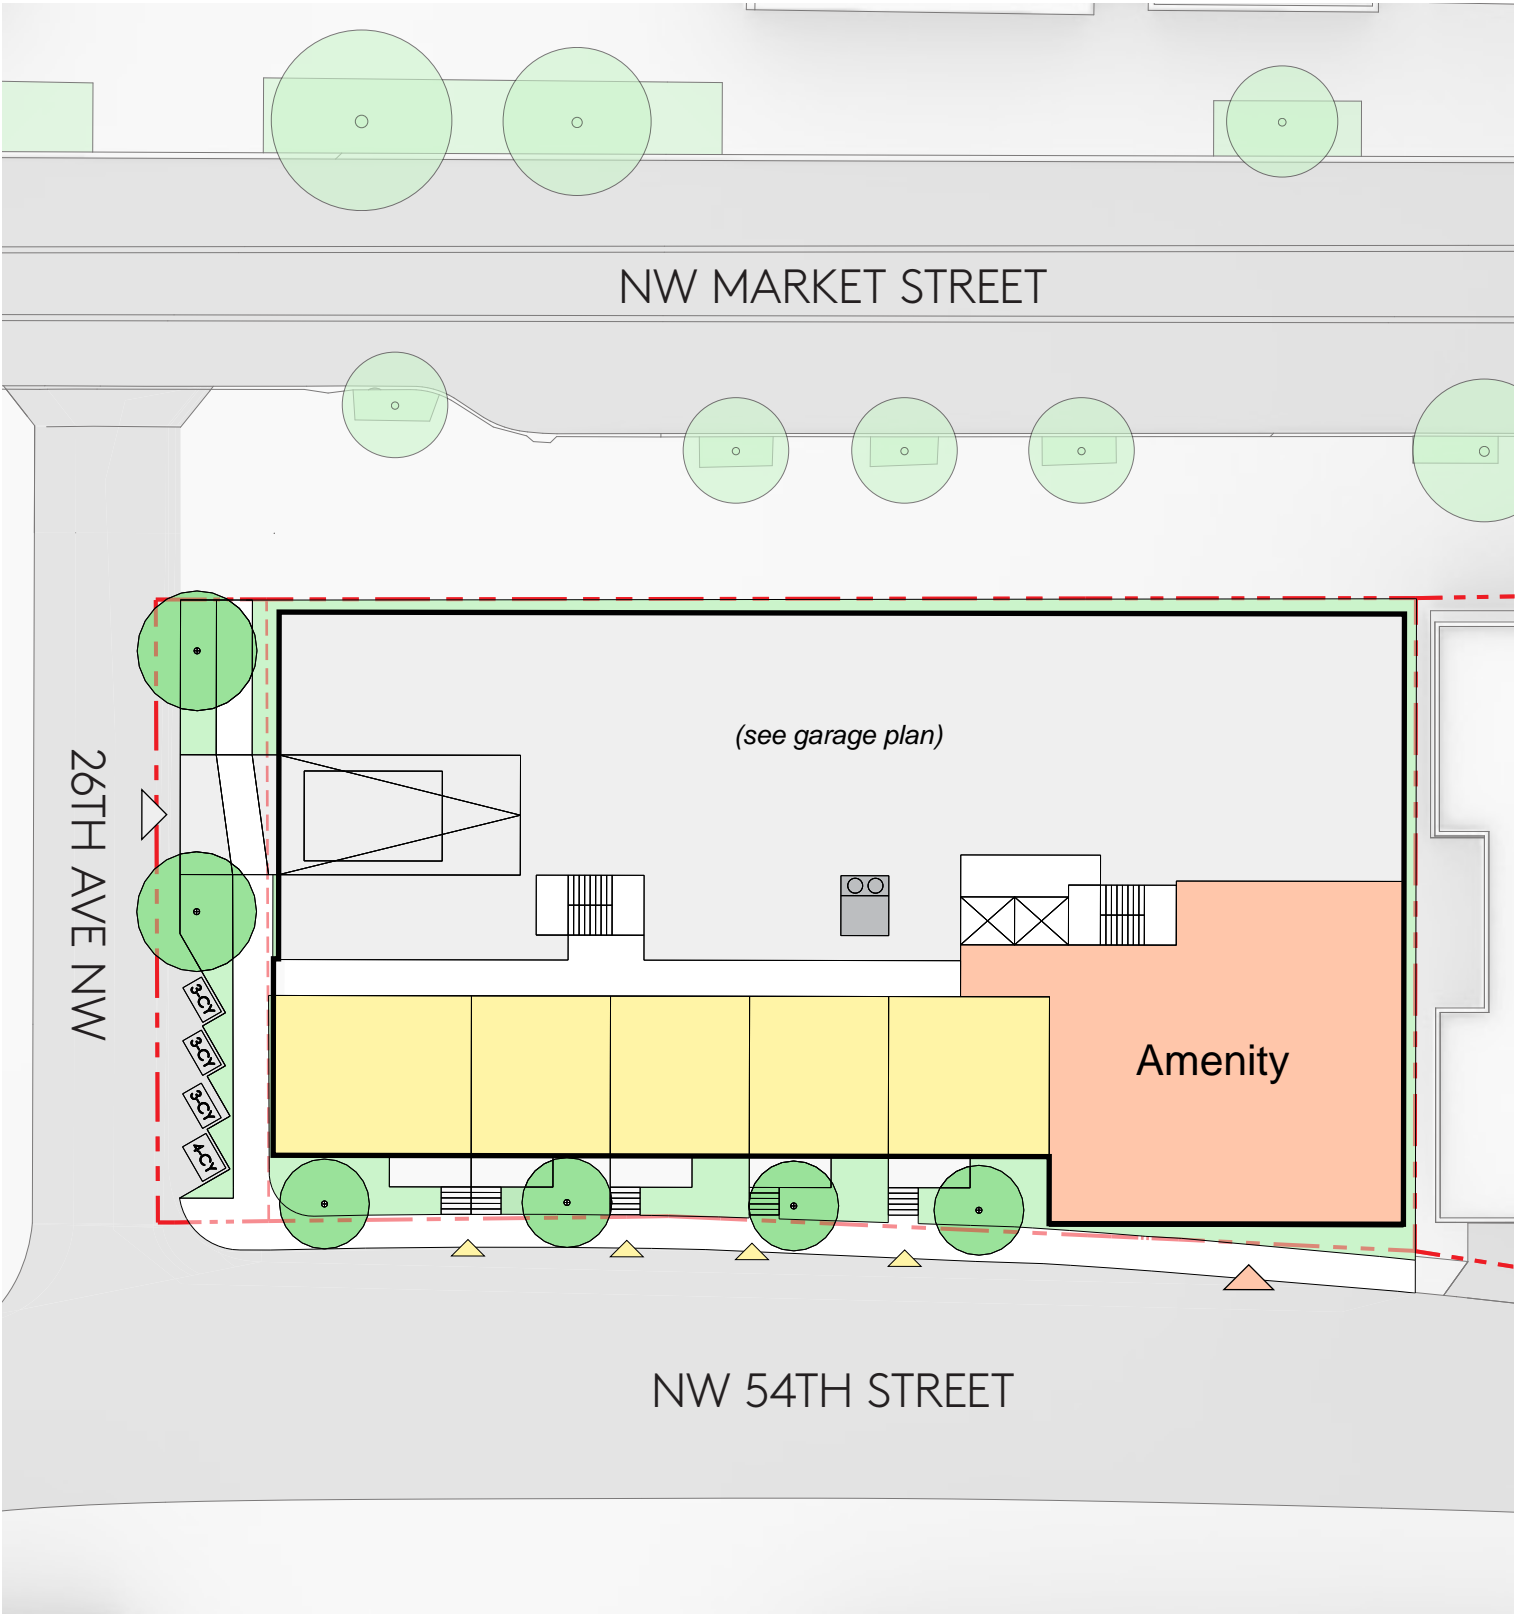 NW MARKET STREET
(see garage plan)
26TH AVE NW
3-CY
3-CY
3-CY
4-CY
Amenity
NW 54TH STREET